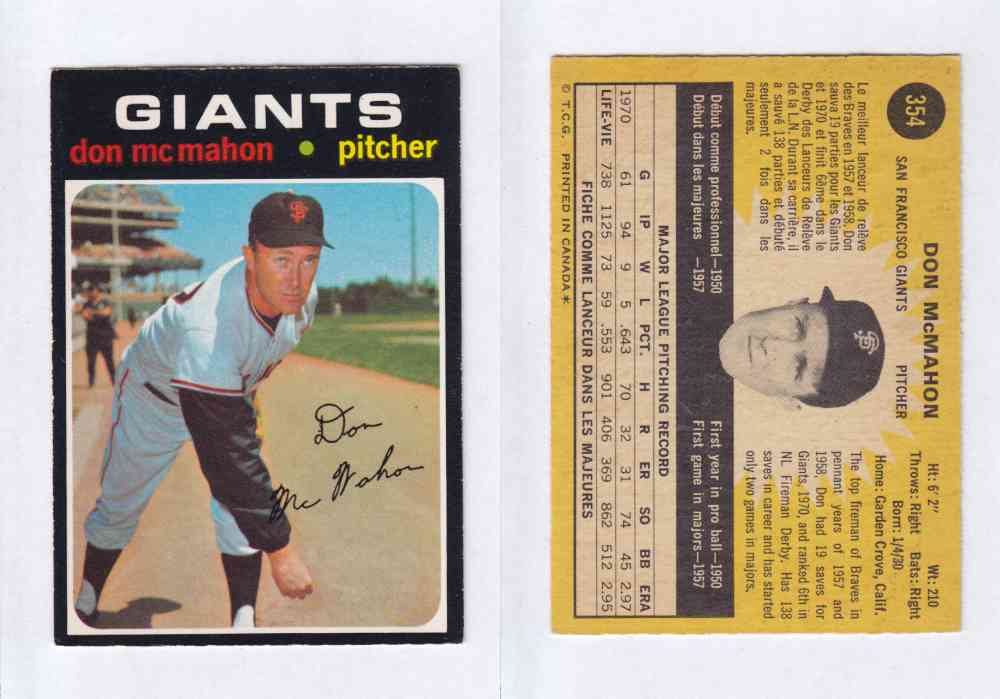 GIANTS
don mc mahon • pitcher
SF
Don
Mc Mahon
354
DON McMAHON
SAN FRANCISCO GIANTS PITCHER
Ht: 6' 2" Wt: 210
Throws: Right Bats: Right
Born: 1/4/30
Home: Garden Crove, Calif.
Le meilleur lanceur de relève
des Braves en 1957 et 1958, Don
sauva 19 parties pour les Giants
et 1970 et finit 6ème dans le
Derby des Lanceurs de Relève
de la L.N. Durant sa carrière, il
a sauvé 138 parties et débuté
seulement 2 fois dans les
majeures.
SF
The top fireman of Braves in
pennant years of 1957 and
1958, Don had 19 saves for
Giants, 1970, and ranked 6th in
NL Fireman Derby. Has 138
saves in career and has started
only two games in majors.
Début comme professionnel—1950
Début dans les majeures —1957
First year in pro ball—1950
First game in majors—1957
MAJOR LEAGUE PITCHING RECORD
G IP W L PCT. H R ER SO BB ERA
1970 61 94 9 5 .643 70 32 31 74 45 2.97
LIFE-VIE 738 1125 73 59 .553 901 406 369 862 512 2.95
FICHE COMME LANCEUR DANS LES MAJEURES
© T.C.G. PRINTED IN CANADA*